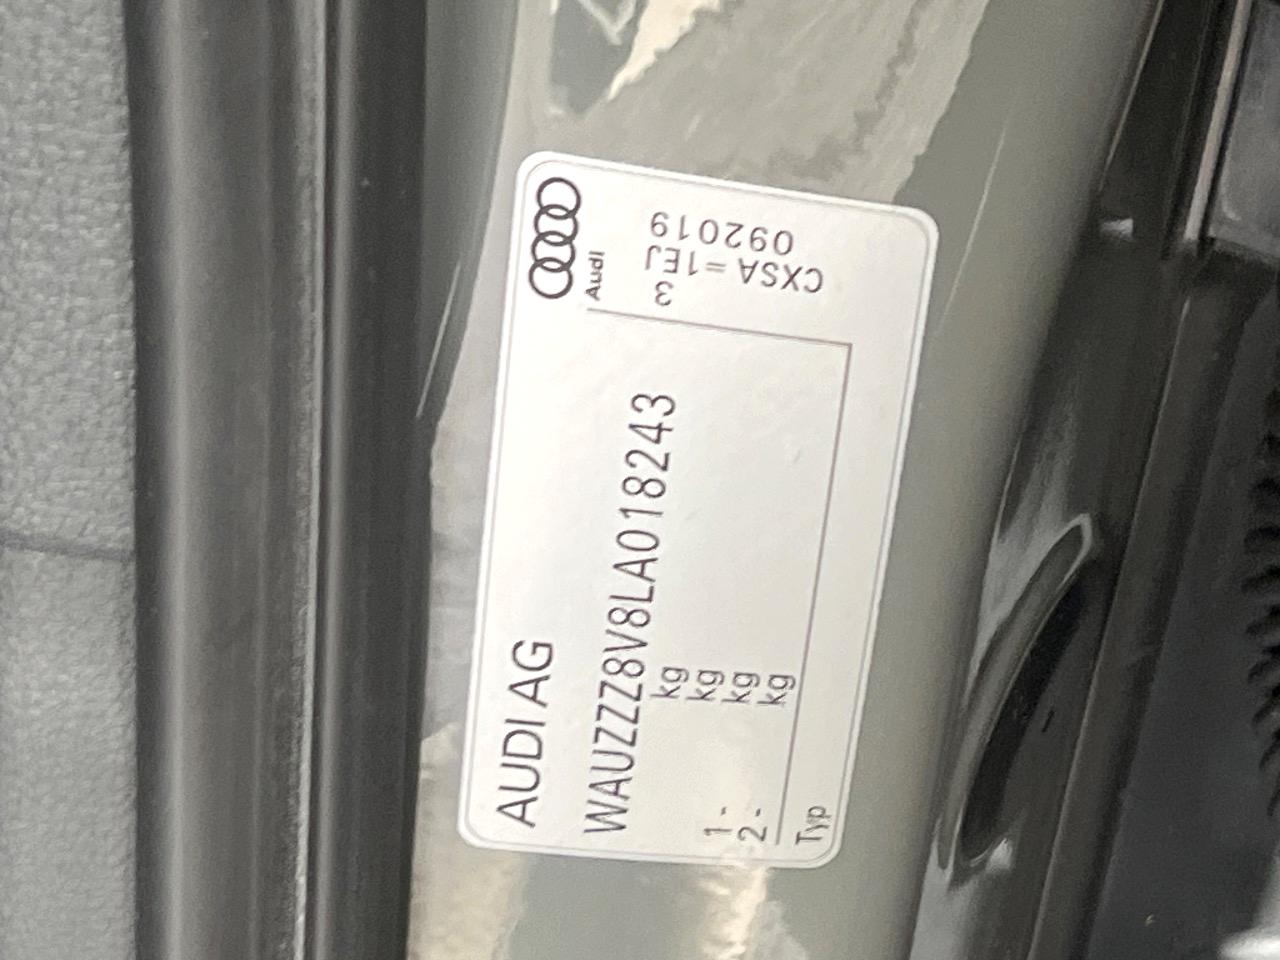 AUDI AG
Audi
WAUZZZ8V8LA018243
kg
1 - kg
2 - kg
kg
Typ
CXSA =1EJ 3
092019